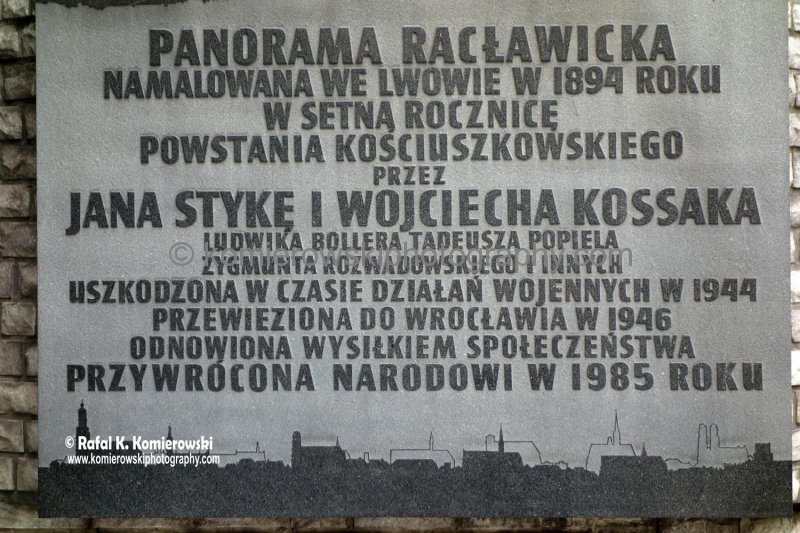 PANORAMA RACŁAWICKA
NAMALOWANA WE LWOWIE W 1894 ROKU
W SETNĄ ROCZNICĘ
POWSTANIA KOŚCIUSZKOWSKIEGO
PRZEZ
JANA STYKĘ I WOJCIECHA KOSSAKA
LUDWIKA BOLLERA TADEUSZA POPIELA
© komierowskiphotography.com
ZYGMUNTA ROZWADOWSKIEGO I INNYCH
USZKODZONA W CZASIE DZIAŁAŃ WOJENNYCH W 1944
PRZEWIEZIONA DO WROCŁAWIA W 1946
ODNOWIONA WYSIŁKIEM SPOŁECZEŃSTWA
PRZYWRÓCONA NARODOWI W 1985 ROKU
© Rafal K. Komierowski
www.komierowskiphotography.com